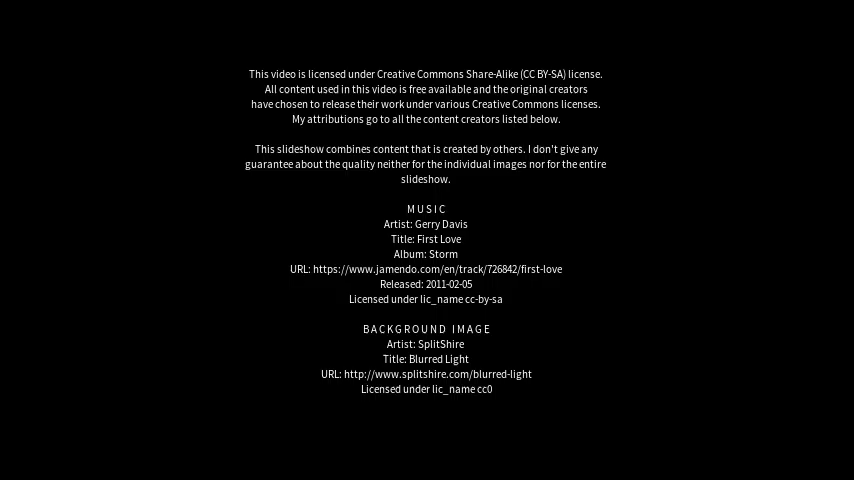 This video is licensed under Creative Commons Share-Alike (CC BY-SA) license.
All content used in this video is free available and the original creators
have chosen to release their work under various Creative Commons licenses.
My attributions go to all the content creators listed below.
This slideshow combines content that is created by others. I don't give any
guarantee about the quality neither for the individual images nor for the entire
slideshow.
MUSIC
Artist: Gerry Davis
Title: First Love
Album: Storm
URL: https://www.jamendo.com/en/track/726842/first-love
Released: 2011-02-05
Licensed under lic_name cc-by-sa
BACKGROUND IMAGE
Artist: SplitShire
Title: Blurred Light
URL: http://www.splitshire.com/blurred-light
Licensed under lic_name cc0